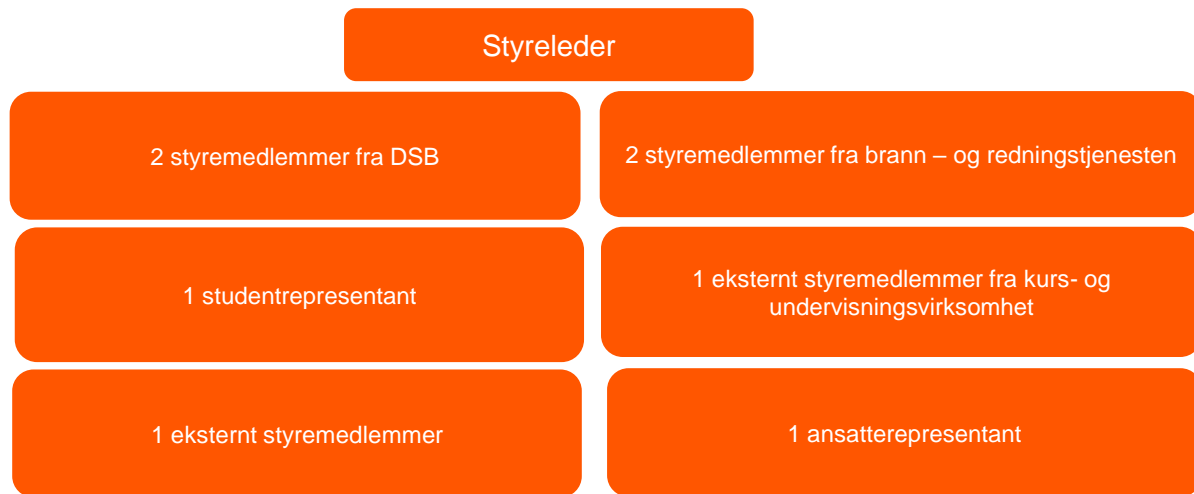 Styreleder
2 styremedlemmer fra DSB
2 styremedlemmer fra brann – og redningstjenesten
1 studentrepresentant
1 eksternt styremedlemmer fra kurs- og
undervisningsvirksomhet
1 eksternt styremedlemmer
1 ansatterepresentant